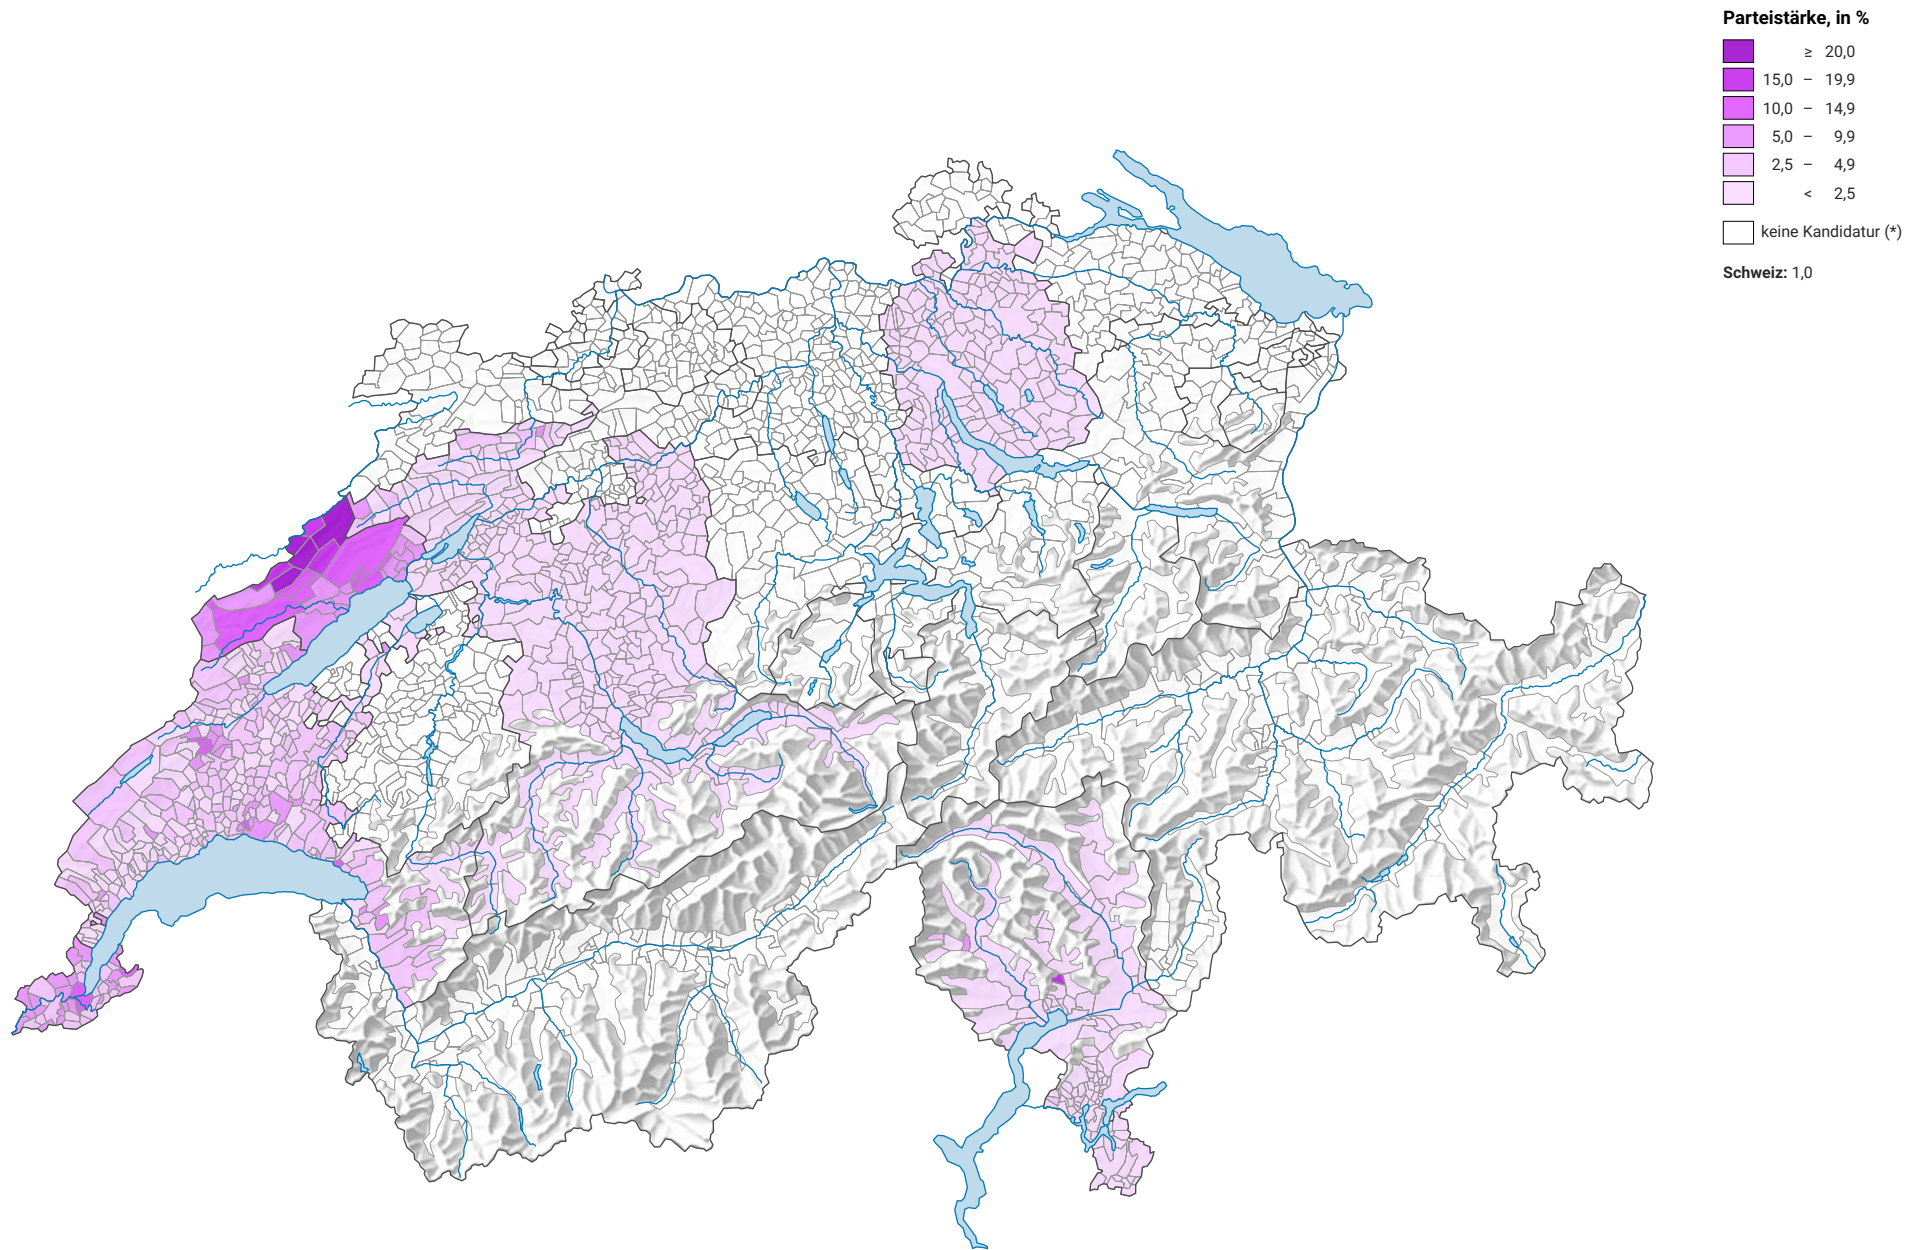 Parteistärke, in %
≥ 20,0
15,0 – 19,9
10,0 – 14,9
5,0 – 9,9
2,5 – 4,9
< 2,5
keine Kandidatur (*)
Schweiz: 1,0